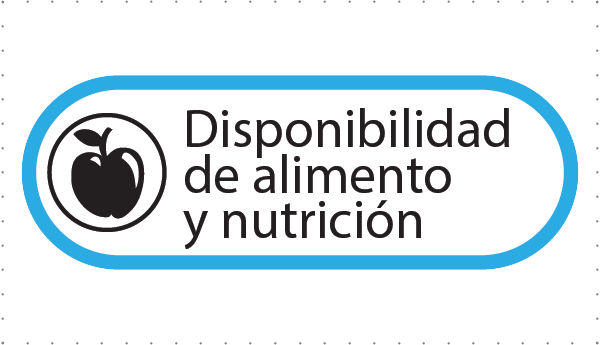 Disponibilidad
de alimento
y nutrición